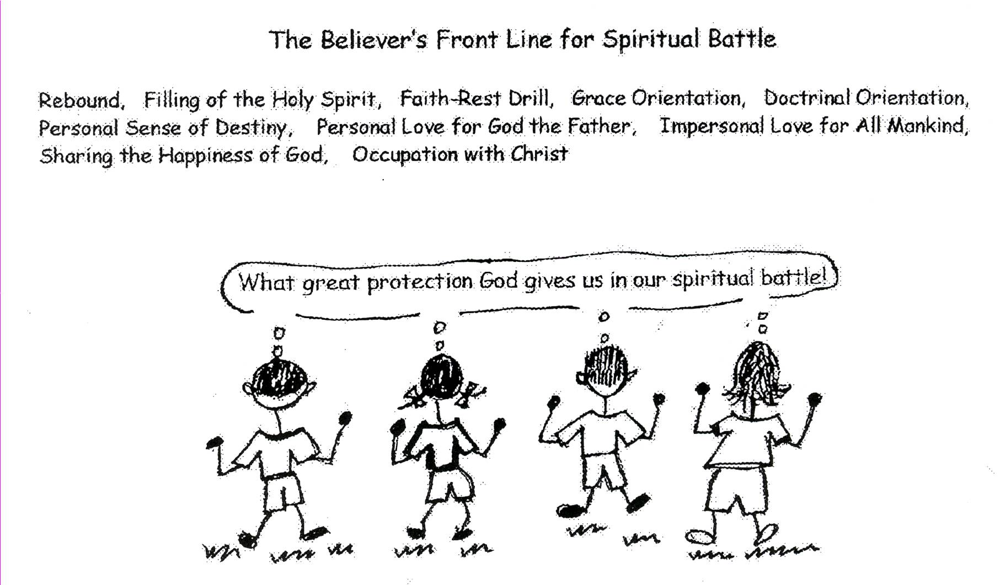 The Believer's Front Line for Spiritual Battle
Rebound, Filling of the Holy Spirit, Faith-Rest Drill, Grace Orientation, Doctrinal Orientation,
Personal Sense of Destiny, Personal Love for God the Father, Impersonal Love for All Mankind,
Sharing the Happiness of God, Occupation with Christ
What great protection God gives us in our spiritual battle!